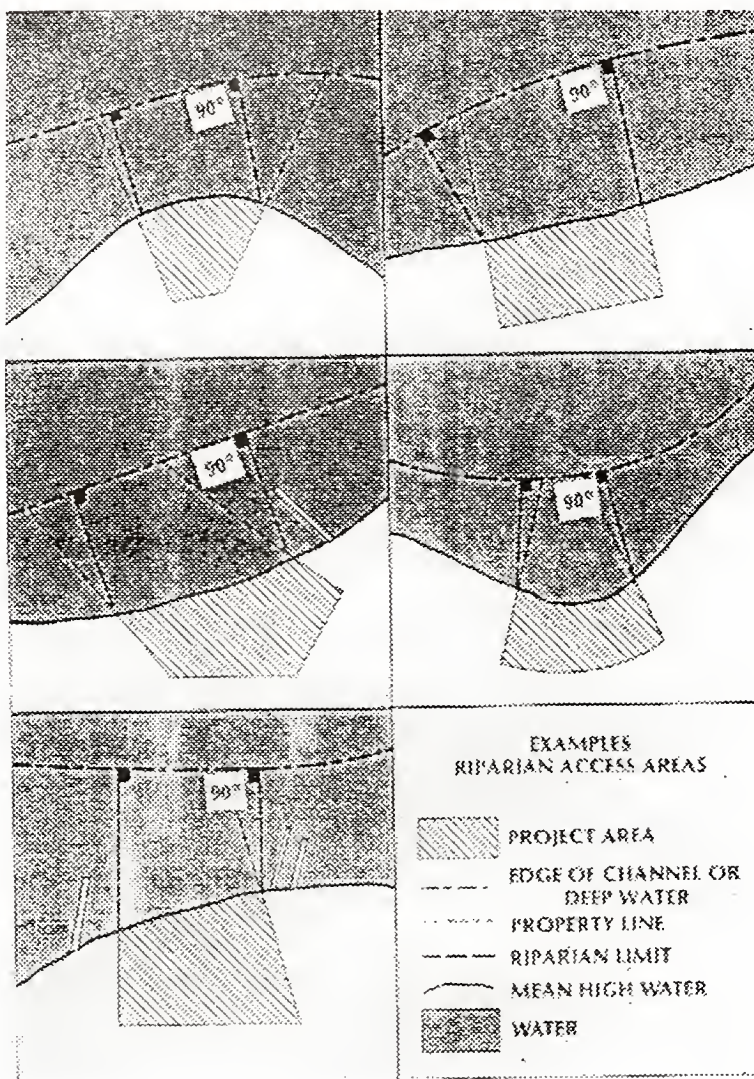 90°
90°
90°
90°
90°
EXAMPLES
RIPARIAN ACCESS AREAS
PROJECT AREA
EDGE OF CHANNEL OR
DEEP WATER
PROPERTY LINE
RIPARIAN LIMIT
MEAN HIGH WATER
WATER